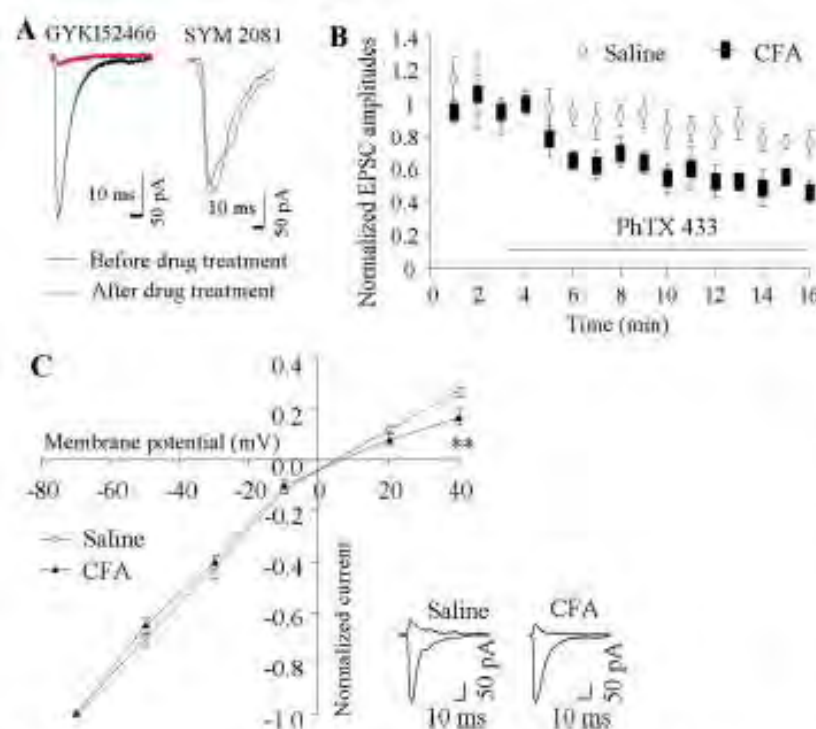 A
GYKI52466 SYM 2081
10 ms
50 pA
10 ms
50 pA
Before drug treatment
After drug treatment
B
Normalized EPSC amplitudes
1.4
1.2
1
0.8
0.6
0.4
0.2
0
Saline CFA
PhTX 433
0 2 4 6 8 10 12 14 16
Time (min)
C
0.4
0.2
0.0
-0.2
-0.4
-0.6
-0.8
-1.0
Membrane potential (mV)
**
-80 -60 -40 -20 0 20 40
Saline
CFA
Normalized current
Saline CFA
50 pA
10 ms
50 pA
10 ms